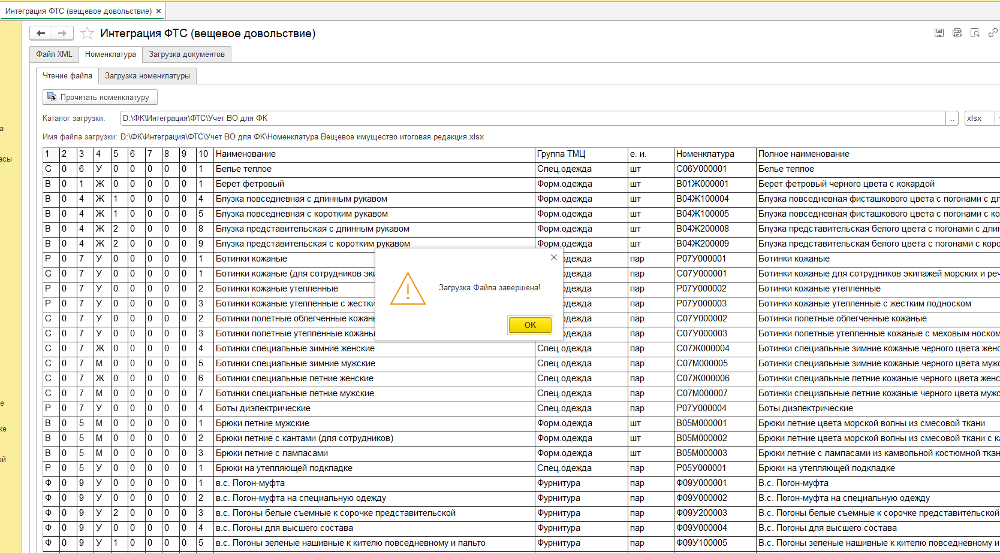 Интеграция ФТС (вещевое довольствие) ×
Интеграция ФТС (вещевое довольствие)
Файл XML Номенклатура Загрузка документов
Чтение файла Загрузка номенклатуры
Прочитать номенклатуру
Каталог загрузки: D:\ФК\Интеграция\ФТС\Учет ВО для ФК ... xlsx
Имя файла загрузки: D:\ФК\Интеграция\ФТС\Учет ВО для ФК\Номенклатура Вещевое имущество итоговая редакция.xlsx
1 2 3 4 5 6 7 8 9 10 Наименование Группа ТМЦ е. и. Номенклатура Полное наименование
С 0 6 У 0 0 0 0 0 1 Белье теплое Спец.одежда шт С06У000001 Белье теплое
В 0 1 Ж 0 0 0 0 0 1 Берет фетровый Форм.одежда шт В01Ж000001 Берет фетровый черного цвета с кокардой
В 0 4 Ж 1 0 0 0 0 4 Блузка повседневная с длинным рукавом Форм.одежда шт В04Ж100004 Блузка повседневная фисташкового цвета с погонами с дл
В 0 4 Ж 1 0 0 0 0 5 Блузка повседневная с коротким рукавом Форм.одежда шт В04Ж100005 Блузка повседневная фисташкового цвета с погонами с ко
В 0 4 Ж 2 0 0 0 0 8 Блузка представительская с длинным рукавом Форм.одежда шт В04Ж200008 Блузка представительская белого цвета с погонами с длин
В 0 4 Ж 2 0 0 0 0 9 Блузка представительская с коротким рукавом Форм.одежда шт В04Ж200009 Блузка представительская белого цвета с погонами с коро
Р 0 7 У 0 0 0 0 0 1 Ботинки кожаные одежда пар Р07У000001 Ботинки кожаные
С 0 7 У 0 0 0 0 0 1 Ботинки кожаные (для сотрудников эки одежда пар С07У000001 Ботинки кожаные для сотрудников экипажей морских и реч
Р 0 7 У 0 0 0 0 0 2 Ботинки кожаные утепленные одежда пар Р07У000002 Ботинки кожаные утепленные
Р 0 7 У 0 0 0 0 0 3 Ботинки кожаные утепленные с жестки одежда пар Р07У000003 Ботинки кожаные утепленные с жестким подноском
С 0 7 У 0 0 0 0 0 2 Ботинки полетные облегченные кожаны одежда пар С07У000002 Ботинки полетные облегченные кожаные
С 0 7 У 0 0 0 0 0 3 Ботинки полетные утепленные кожаны одежда пар С07У000003 Ботинки полетные утепленные кожаные с меховым носком
Загрузка Файла завершена!
OK
С 0 7 Ж 0 0 0 0 0 4 Ботинки специальные зимние женские Спец.одежда пар С07Ж000004 Ботинки специальные зимние кожаные черного цвета женс
С 0 7 М 0 0 0 0 0 5 Ботинки специальные зимние мужские Спец.одежда пар С07М000005 Ботинки специальные зимние кожаные черного цвета мужс
С 0 7 Ж 0 0 0 0 0 6 Ботинки специальные летние женские Спец.одежда пар С07Ж000006 Ботинки специальные летние кожаные черного цвета женс
С 0 7 М 0 0 0 0 0 7 Ботинки специальные летние мужские Спец.одежда пар С07М000007 Ботинки специальные летние кожаные черного цвета мужс
Р 0 7 У 0 0 0 0 0 4 Боты диэлектрические Спец.одежда пар Р07У000004 Боты диэлектрические
В 0 5 М 0 0 0 0 0 1 Брюки летние мужские Форм.одежда шт В05М000001 Брюки летние цвета морской волны из смесовой ткани
В 0 5 М 0 0 0 0 0 2 Брюки летние с кантами (для сотрудников) Форм.одежда шт В05М000002 Брюки летние цвета морской волны из смесовой ткани с ка
В 0 5 М 0 0 0 0 0 3 Брюки летние с лампасами Форм.одежда шт В05М000003 Брюки летние с лампасами из камвольной костюмной ткан
Р 0 5 У 0 0 0 0 0 1 Брюки на утепляющей подкладке Спец.одежда пар Р05У000001 Брюки на утепляющей подкладке
Ф 0 9 У 0 0 0 0 0 1 в.с. Погон-муфта Фурнитура пар Ф09У000001 В.с. Погон-муфта
Ф 0 9 У 0 0 0 0 0 2 в.с. Погон-муфта на специальную одежду Фурнитура пар Ф09У000002 В.с. Погон-муфта на специальную одежду
Ф 0 9 У 2 0 0 0 0 3 в.с. Погоны белые съемные к сорочке представительской Фурнитура пар Ф09У200003 В.с. Погоны белые съемные к сорочке представительской
Ф 0 9 У 0 0 0 0 0 4 в.с. Погоны для высшего состава Фурнитура пар Ф09У000004 В.с. Погоны для высшего состава
Ф 0 9 У 1 0 0 0 0 5 в.с. Погоны зеленые нашивные к кителю повседневному и пальто Фурнитура пар Ф09У100005 В.с. Погоны зеленые нашивные к кителю повседневному и
а
асы
е
ке
ой